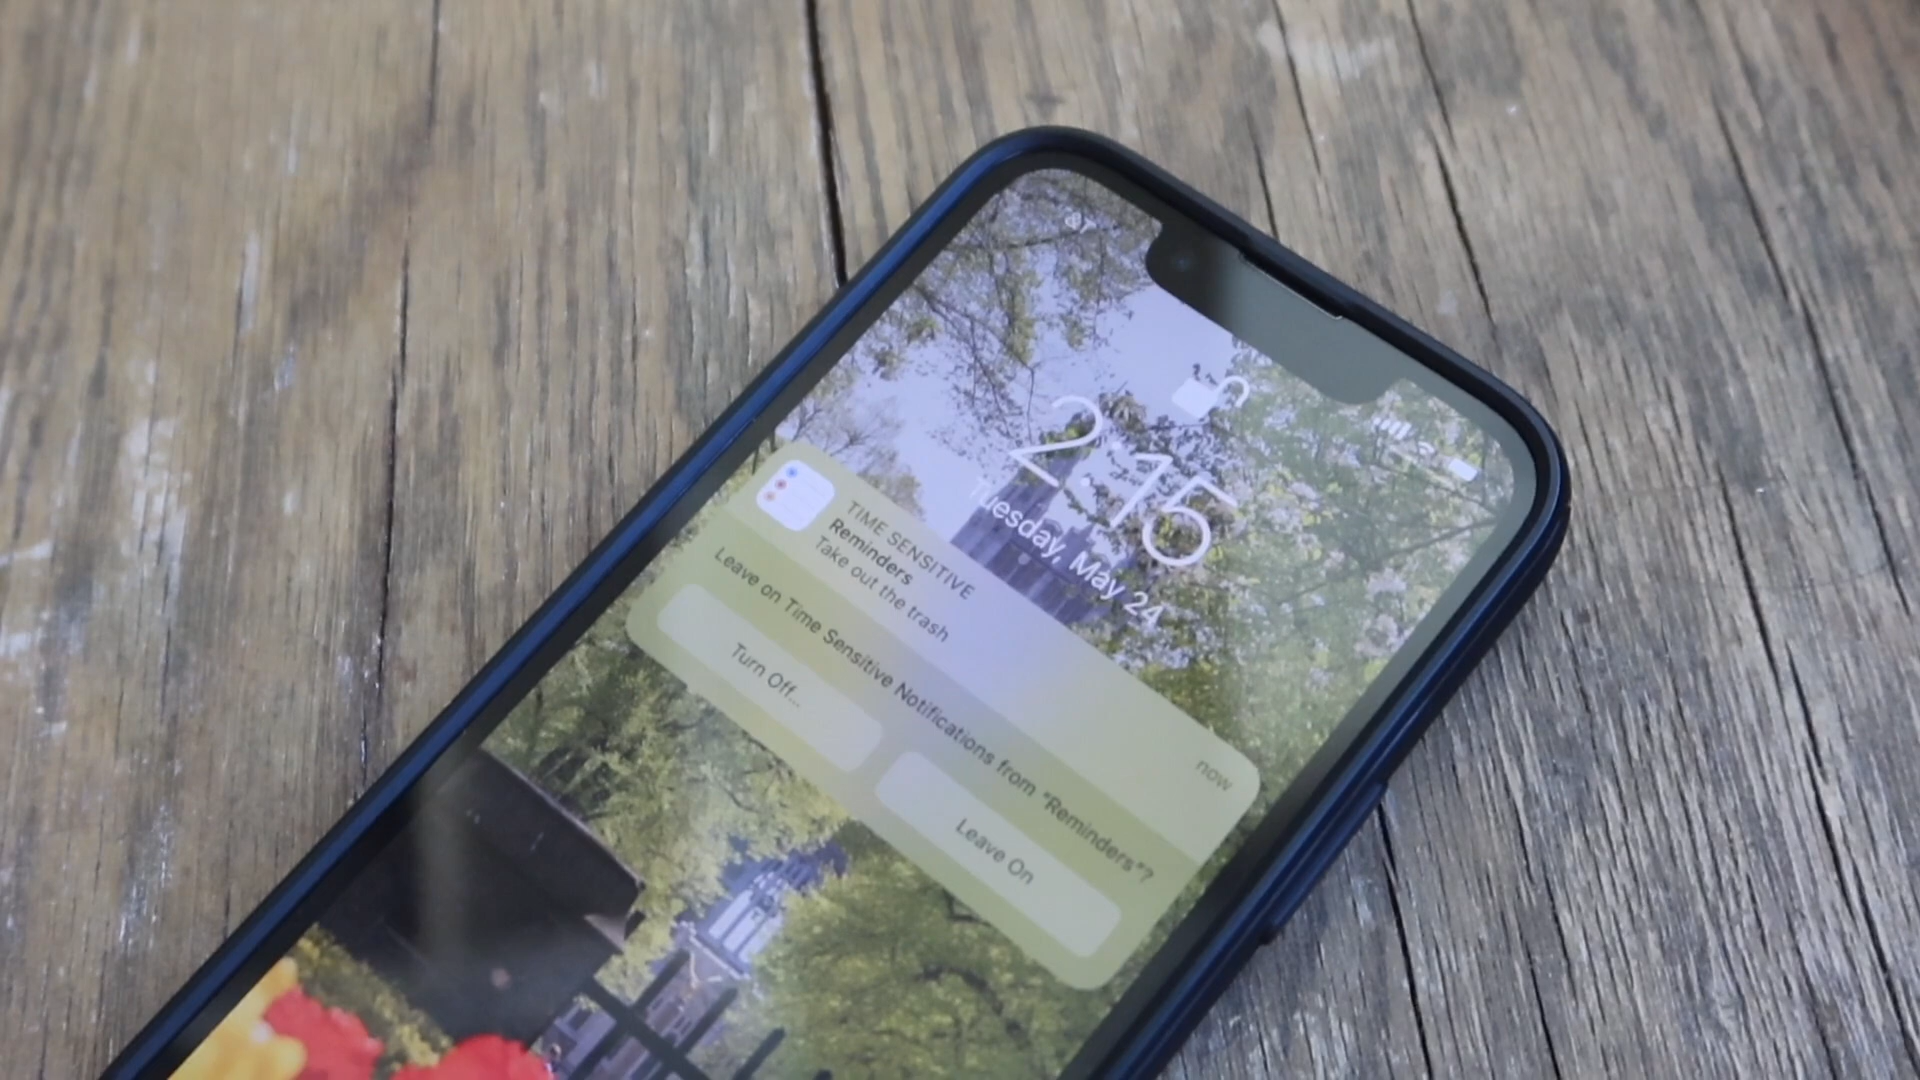 2:15
Tuesday, May 24
TIME SENSITIVE
Reminders
Take out the trash
now
Leave on Time Sensitive Notifications from "Reminders"?
Turn Off...
Leave On